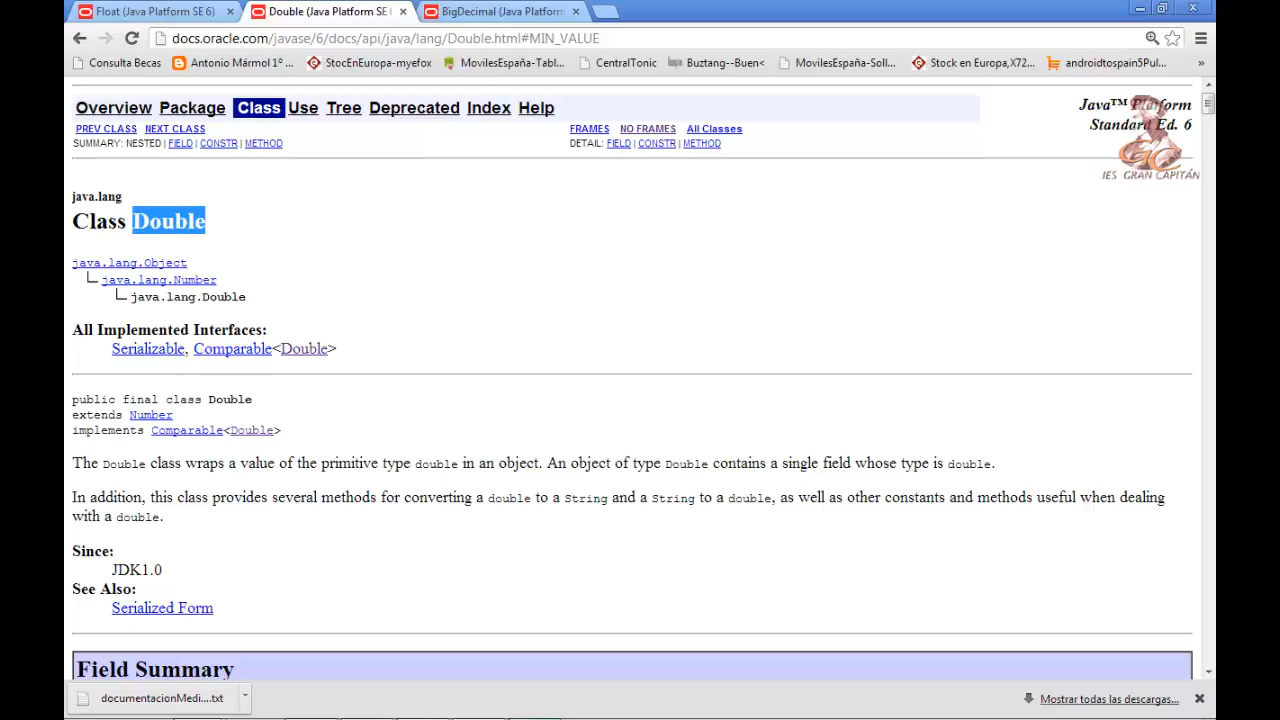 Float (Java Platform SE 6)
Double (Java Platform SE
BigDecimal (Java Platform
docs.oracle.com/javase/6/docs/api/java/lang/Double.html#MIN_VALUE
Consulta Becas
Antonio Mármol 1º ...
StocEnEuropa-myefox
MovilesEspaña-Tabl...
CentralTonic
Buztang--Buen<
MovilesEspaña-Soll...
Stock en Europa,X72...
androidtospain5Pul...
»
Overview Package Class Use Tree Deprecated Index Help
Java™ Platform
Standard Ed. 6
PREV CLASS NEXT CLASS
FRAMES NO FRAMES All Classes
SUMMARY: NESTED | FIELD | CONSTR | METHOD
DETAIL: FIELD | CONSTR | METHOD
IES GRAN CAPITÁN
java.lang
Class Double
java.lang.Object
java.lang.Number
java.lang.Double
All Implemented Interfaces:
Serializable, Comparable<Double>
public final class Double
extends Number
implements Comparable<Double>
The Double class wraps a value of the primitive type double in an object. An object of type Double contains a single field whose type is double.
In addition, this class provides several methods for converting a double to a String and a String to a double, as well as other constants and methods useful when dealing
with a double.
Since:
JDK1.0
See Also:
Serialized Form
Field Summary
documentacionMedi....txt
Mostrar todas las descargas...